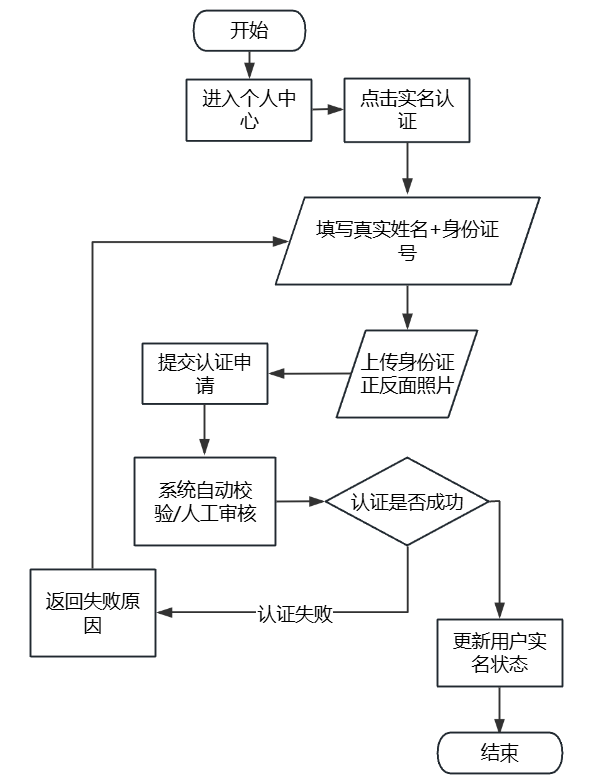 开始
进入个人中
心
点击实名认
证
填写真实姓名+身份证
号
上传身份证
正反面照片
提交认证申
请
系统自动校
验/人工审核
认证是否成功
认证失败
返回失败原
因
更新用户实
名状态
结束